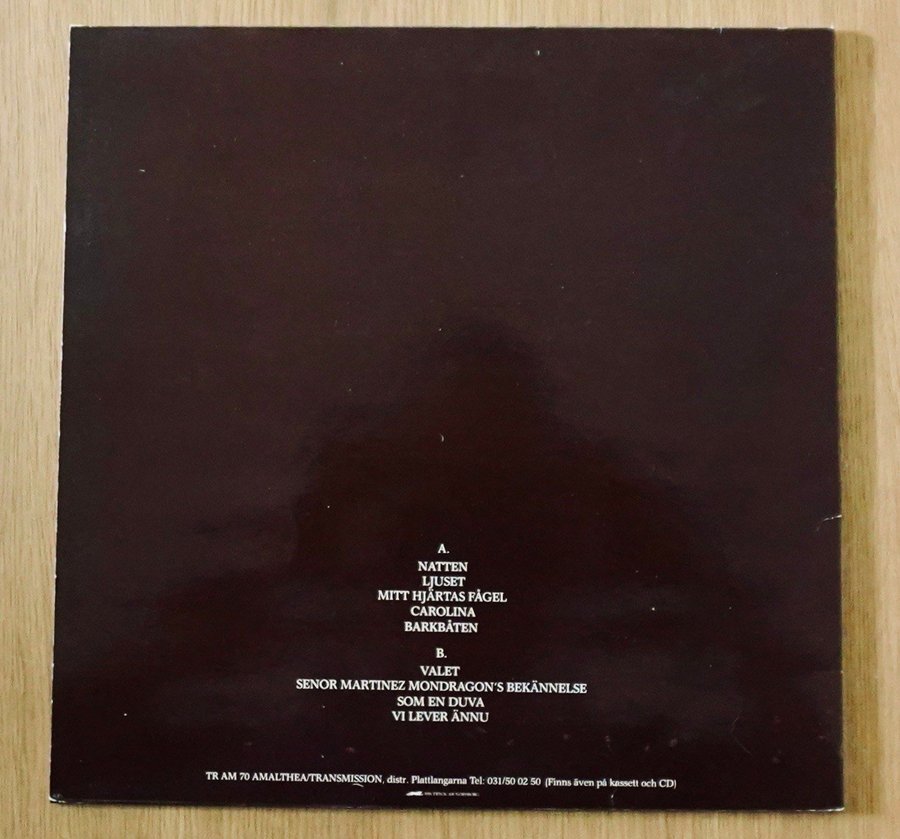 A.
NATTEN
LJUSET
MITT HJÄRTAS FÅGEL
CAROLINA
BARKBÅTEN
B.
VALET
SENOR MARTINEZ MONDRAGON'S BEKÄNNELSE
SOM EN DUVA
VI LEVER ÄNNU
TR AM 70 AMALTHEA/TRANSMISSION, distr. Plattlangarna Tel: 031/50 02 50 (Finns även på kassett och CD)